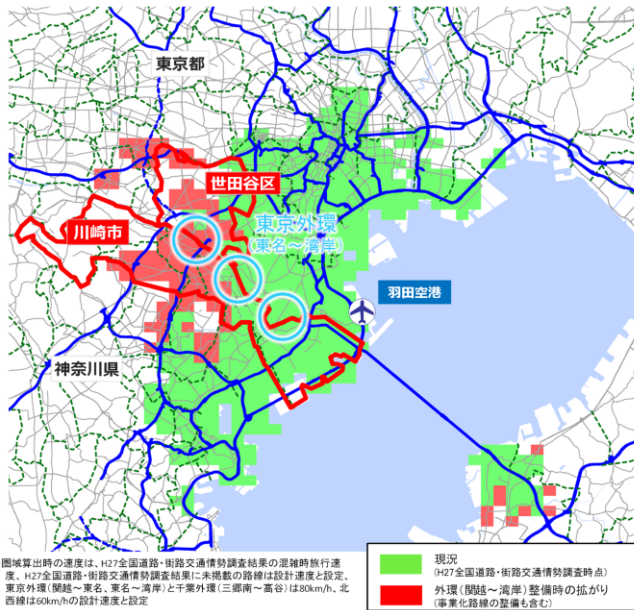 東京都
世田谷区
東京外環
(東名～湾岸)
川崎市
羽田空港
神奈川県
圏域算出時の速度は、H27全国道路・街路交通情勢調査結果の混雑時旅行速
度、H27全国道路・街路交通情勢調査結果に未掲載の路線は設計速度と設定、
東京外環(関越～東名、東名～湾岸)と千葉外環(三郷南～高谷)は80km/h、北
西線は60km/hの設計速度と設定
現況
(H27全国道路・街路交通情勢調査時点)
外環(関越～湾岸)整備時の拡がり
(事業化路線の整備も含む)